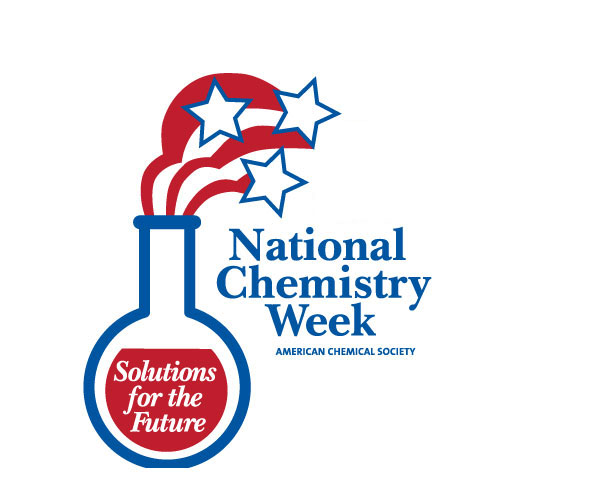 National
Chemistry
Week
AMERICAN CHEMICAL SOCIETY
Solutions
for the
Future